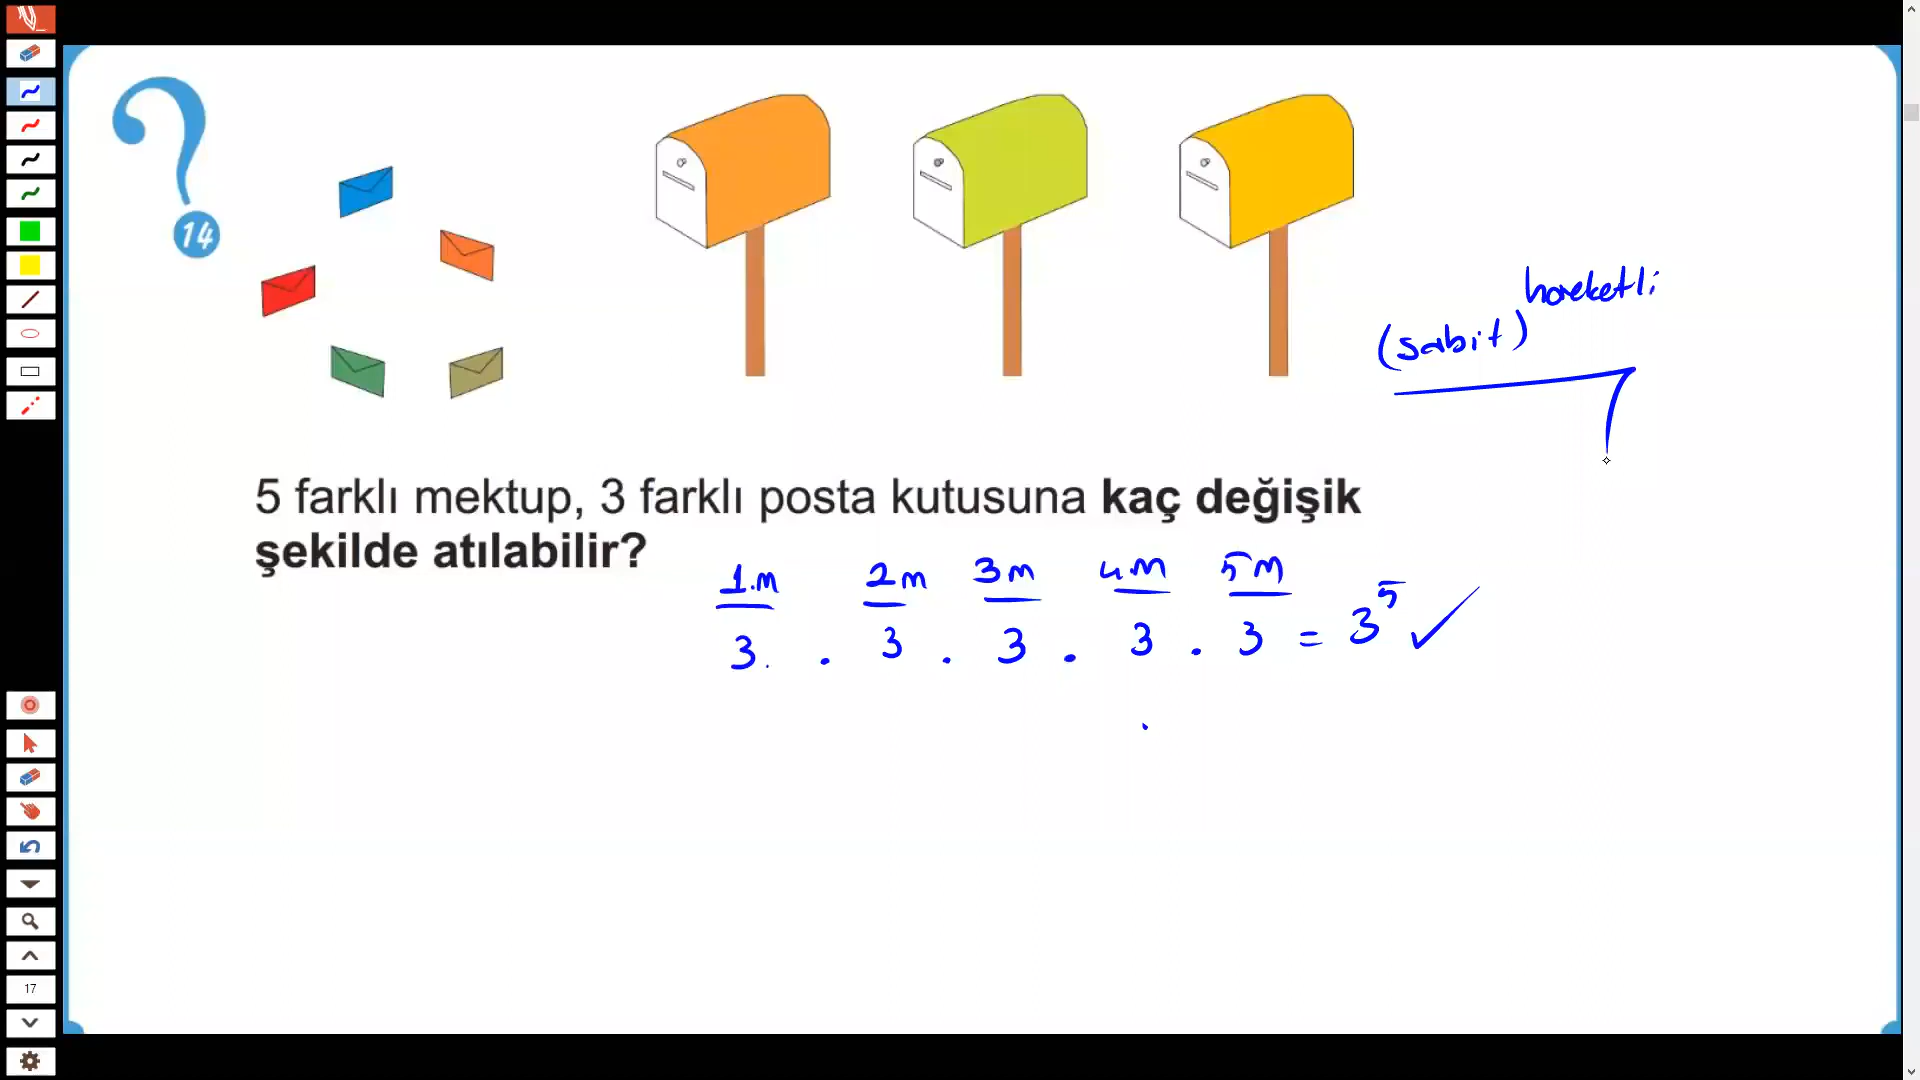 14
hareketli
(sabit)
5 farklı mektup, 3 farklı posta kutusuna kaç değişik
şekilde atılabilir?
1.m 2m 3m 4m 5m
3 . 3 . 3 . 3 . 3 = 3⁵ ✓
17